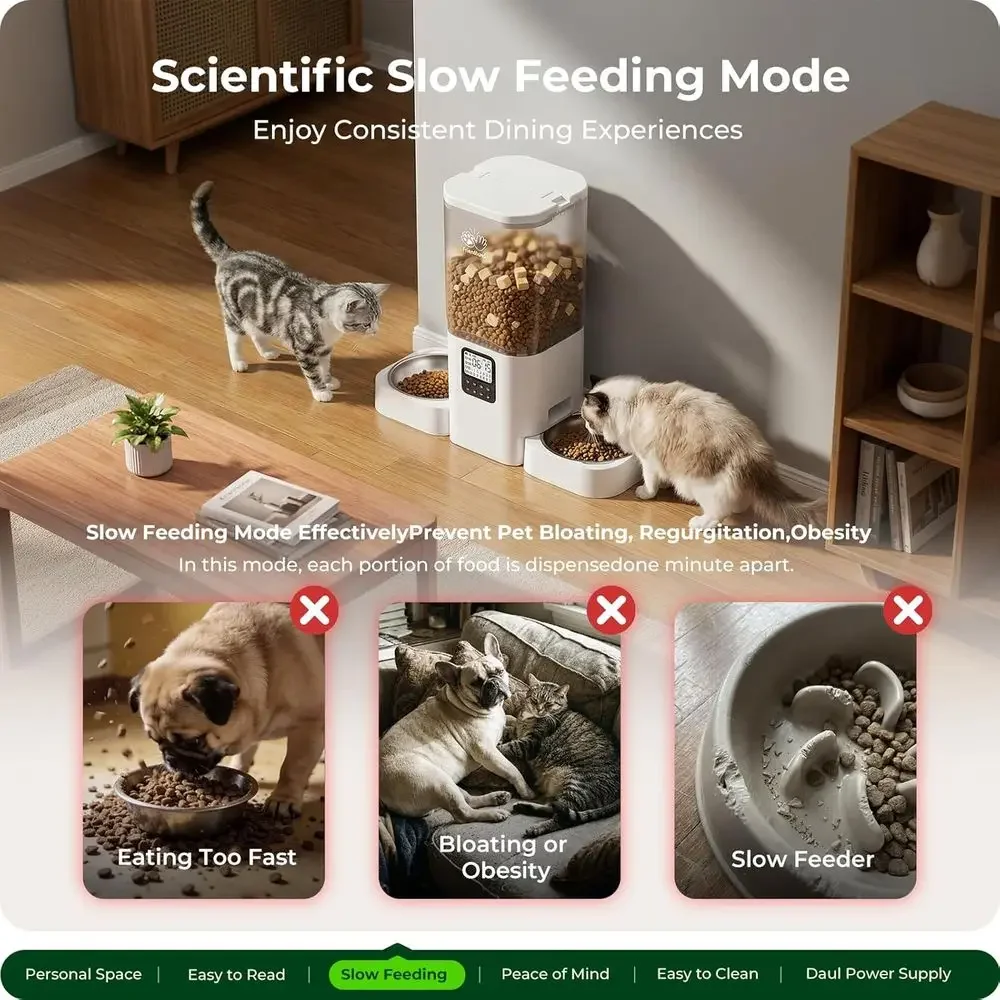 Scientific Slow Feeding Mode
Enjoy Consistent Dining Experiences
Slow Feeding Mode EffectivelyPrevent Pet Bloating, Regurgitation,Obesity
In this mode, each portion of food is dispensedone minute apart.
Eating Too Fast
Bloating or
Obesity
Slow Feeder
Personal Space | Easy to Read | Slow Feeding | Peace of Mind | Easy to Clean | Daul Power Supply